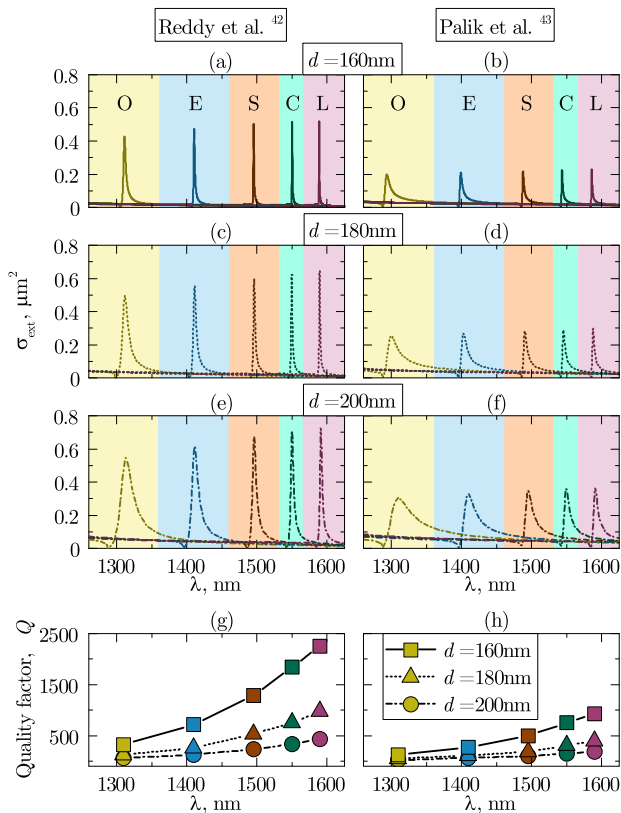 Reddy et al. 42
Palik et al. 43
(a)
d = 160nm
(b)
0.8
0.6
0.4
0.2
0
O E S C L
O E S C L
(c)
d = 180nm
(d)
0.8
0.6
0.4
0.2
0
σext, μm²
(e)
d = 200nm
(f)
0.8
0.6
0.4
0.2
0
1300 1400 1500 1600
1300 1400 1500 1600
λ, nm
λ, nm
(g)
(h)
2500
1500
500
Quality factor, Q
d = 160nm
d = 180nm
d = 200nm
1300 1400 1500 1600
1300 1400 1500 1600
λ, nm
λ, nm